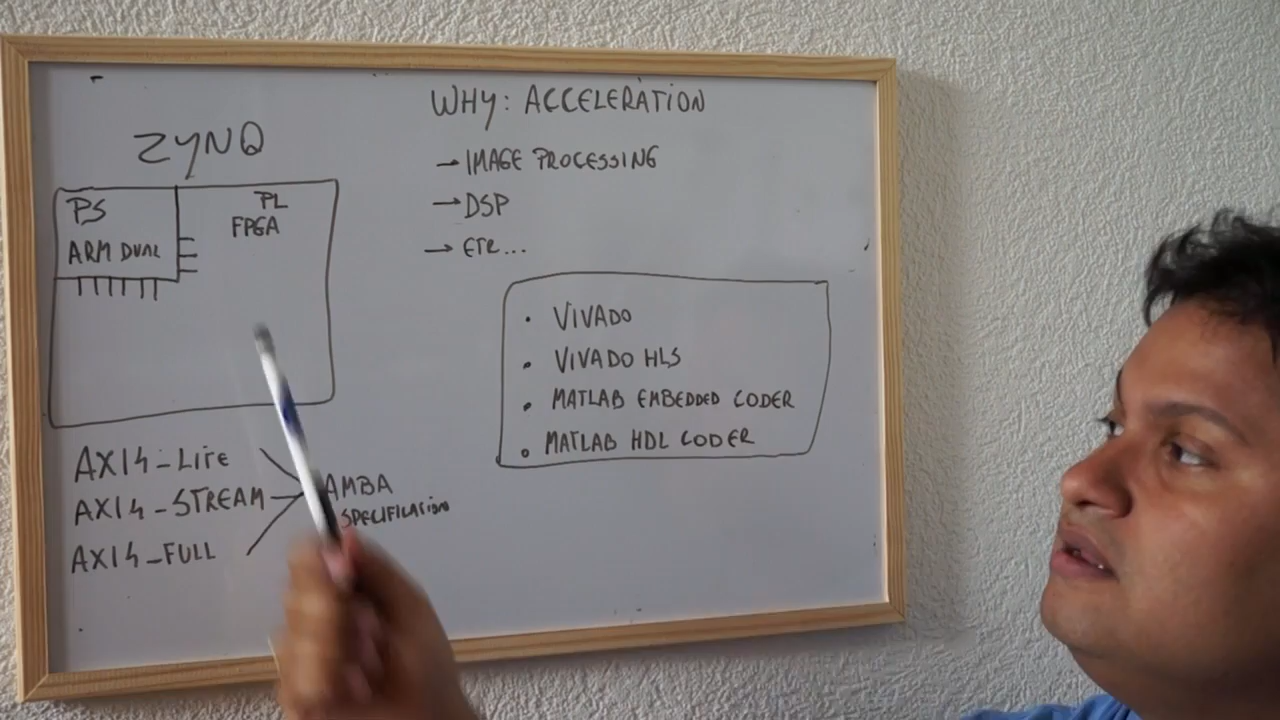 ZYNQ
PS
ARM DUAL
PL
FPGA
AXI4-LITE
AXI4-STREAM
AXI4-FULL
AMBA
SPECIFICATION
WHY: ACCELERATION
→ IMAGE PROCESSING
→ DSP
→ ETC...
• VIVADO
• VIVADO HLS
• MATLAB EMBEDDED CODER
• MATLAB HDL CODER